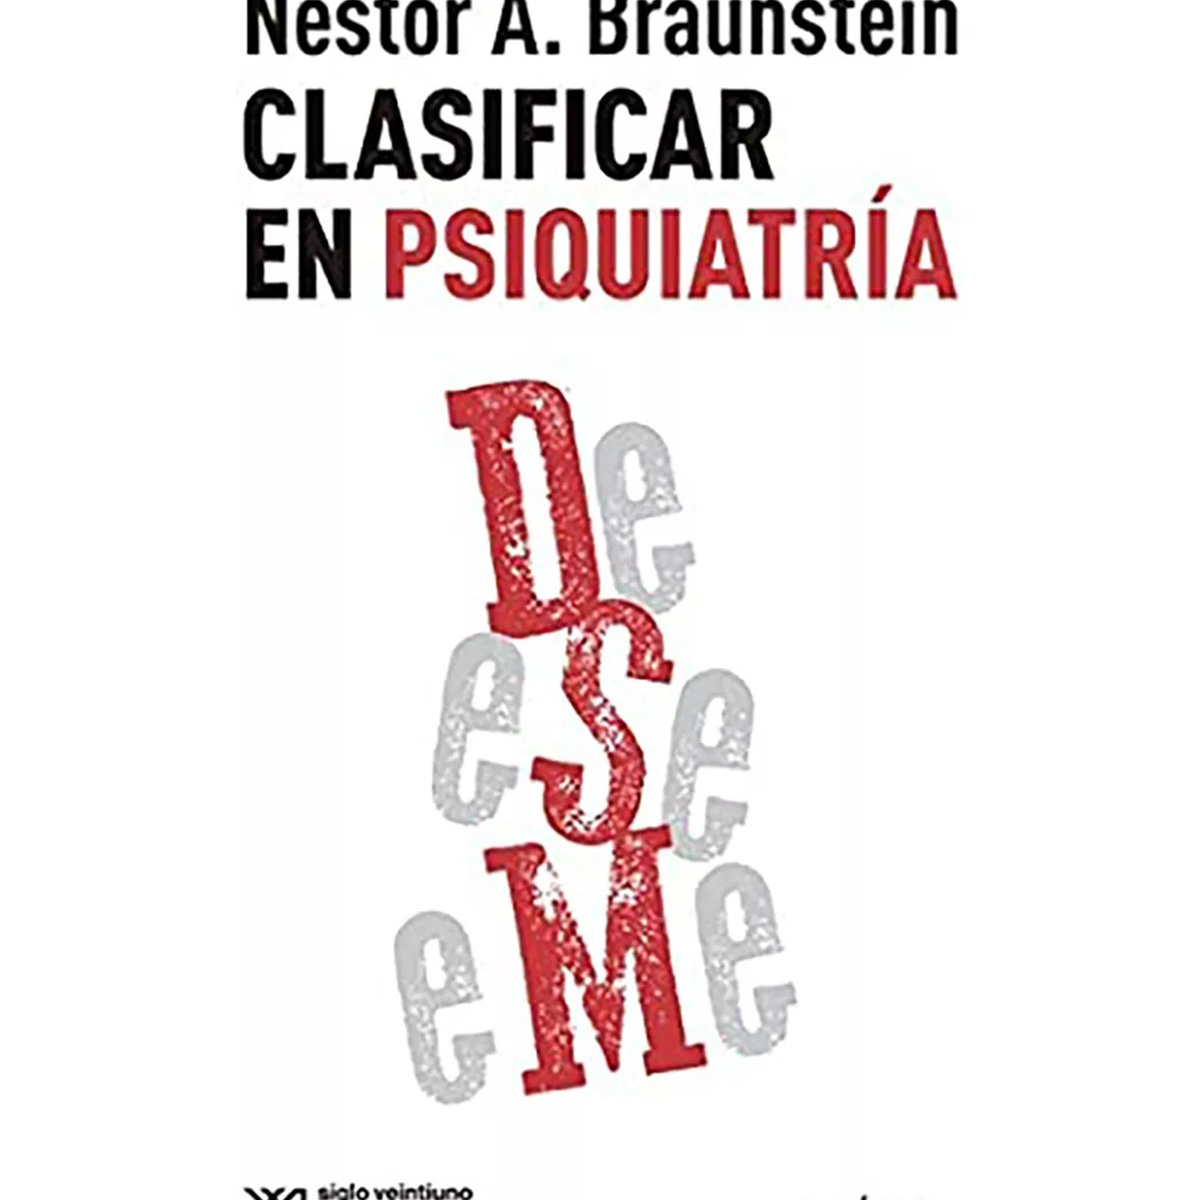 Néstor A. Braunstein
CLASIFICAR
EN PSIQUIATRÍA
De
eSe
eMe
siglo veintiuno